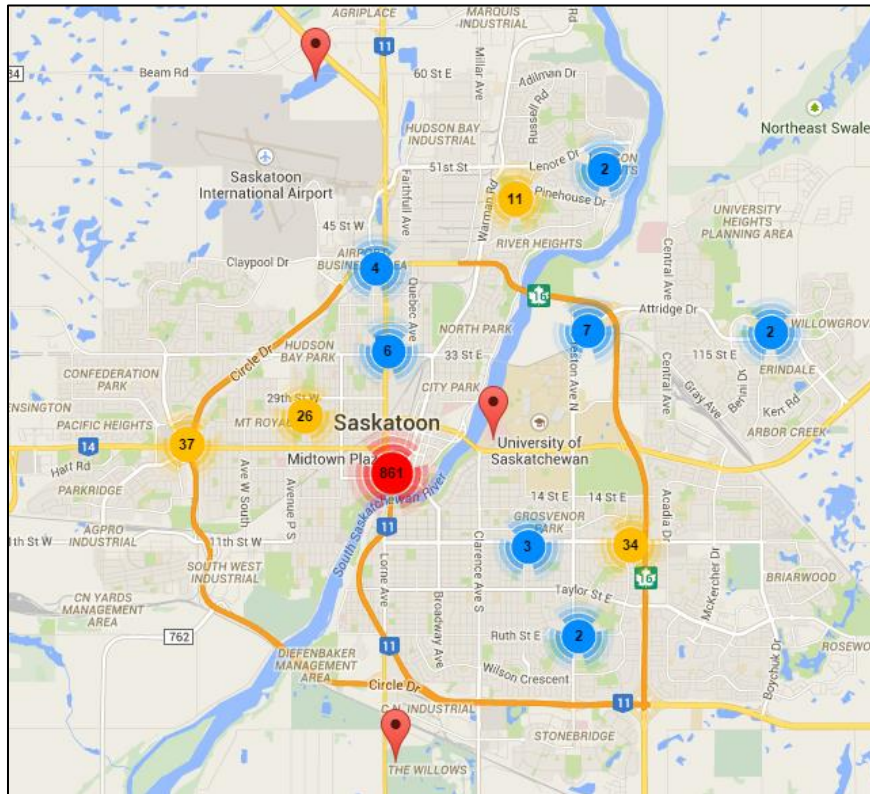 AGRIPLACE
MARQUIS
INDUSTRIAL
11
Beam Rd
60 St E
Millar Ave
Adilman Dr
Russell Rd
Northeast Swale
HUDSON BAY
INDUSTRIAL
Saskatoon
International Airport
51st St
Lenore Dr
2
Faithfull Ave
Warman Rd
11
Pinehouse Dr
45 St W
RIVER HEIGHTS
UNIVERSITY
HEIGHTS
PLANNING AREA
Central Ave
Claypool Dr
4
Quebec Ave
16
Attridge Dr
NORTH PARK
7
2
WILLOWGROVE
HUDSON
BAY PARK
6
33 St E
115 St E
ERINDALE
Circle Dr
CONFEDERATION
PARK
CITY PARK
Central Ave
Gray Ave
Berini Dr
Kerr Rd
29th St W
26
ARBOR CREEK
PACIFIC HEIGHTS
Saskatoon
37
14
University of
Saskatchewan
Hart Rd
Midtown
861
PARKRIDGE
Ave W South
Avenue P S
South Saskatchewan River
14 St E
14 St E
Acadia Dr
AGPRO
INDUSTRIAL
11th St W
11
GROSVENOR
PARK
3
34
16
McKercher Dr
BRIARWOOD
SOUTH WEST
INDUSTRIAL
Lorne Ave
Clarence Ave S
Taylor St E
CN YARDS
MANAGEMENT
AREA
762
Broadway Ave
11
Ruth St E
2
DIEFENBAKER
MANAGEMENT
AREA
Wilson Crescent
Boychuk Dr
Circle Dr
C.N. INDUSTRIAL
11
STONEBRIDGE
THE WILLOWS